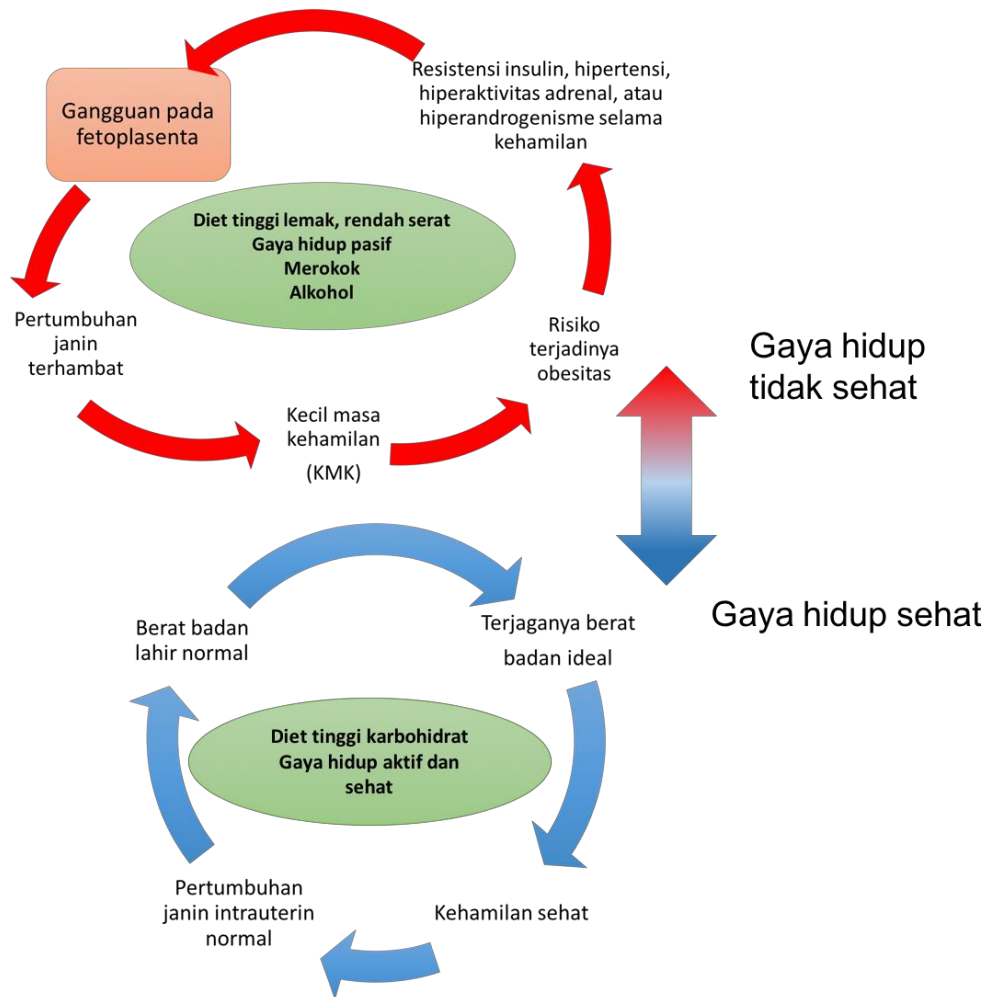 Resistensi insulin, hipertensi,
hiperaktivitas adrenal, atau
hiperandrogenisme selama
kehamilan
Gangguan pada
fetoplasenta
Diet tinggi lemak, rendah serat
Gaya hidup pasif
Merokok
Alkohol
Pertumbuhan
janin
terhambat
Risiko
terjadinya
obesitas
Kecil masa
kehamilan
(KMK)
Gaya hidup
tidak sehat
Gaya hidup sehat
Berat badan
lahir normal
Terjaganya berat
badan ideal
Diet tinggi karbohidrat
Gaya hidup aktif dan
sehat
Pertumbuhan
janin intrauterin
normal
Kehamilan sehat